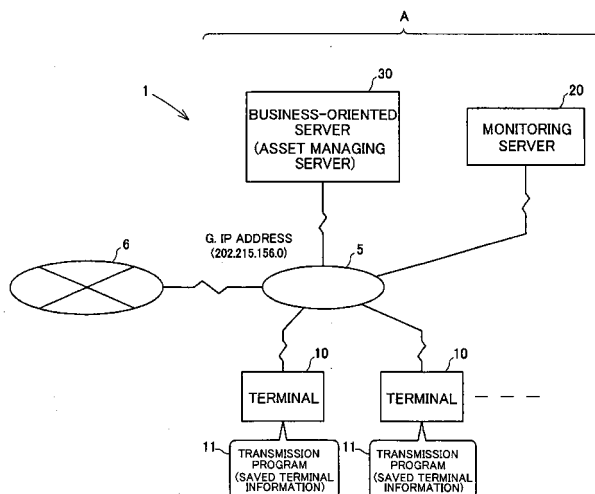 A
30
20
1
BUSINESS-ORIENTED
SERVER
(ASSET MANAGING
SERVER)
MONITORING
SERVER
G. IP ADDRESS
(202.215.156.0)
6
5
10
10
TERMINAL
TERMINAL
11
TRANSMISSION
PROGRAM
(SAVED TERMINAL
INFORMATION)
11
TRANSMISSION
PROGRAM
(SAVED TERMINAL
INFORMATION)